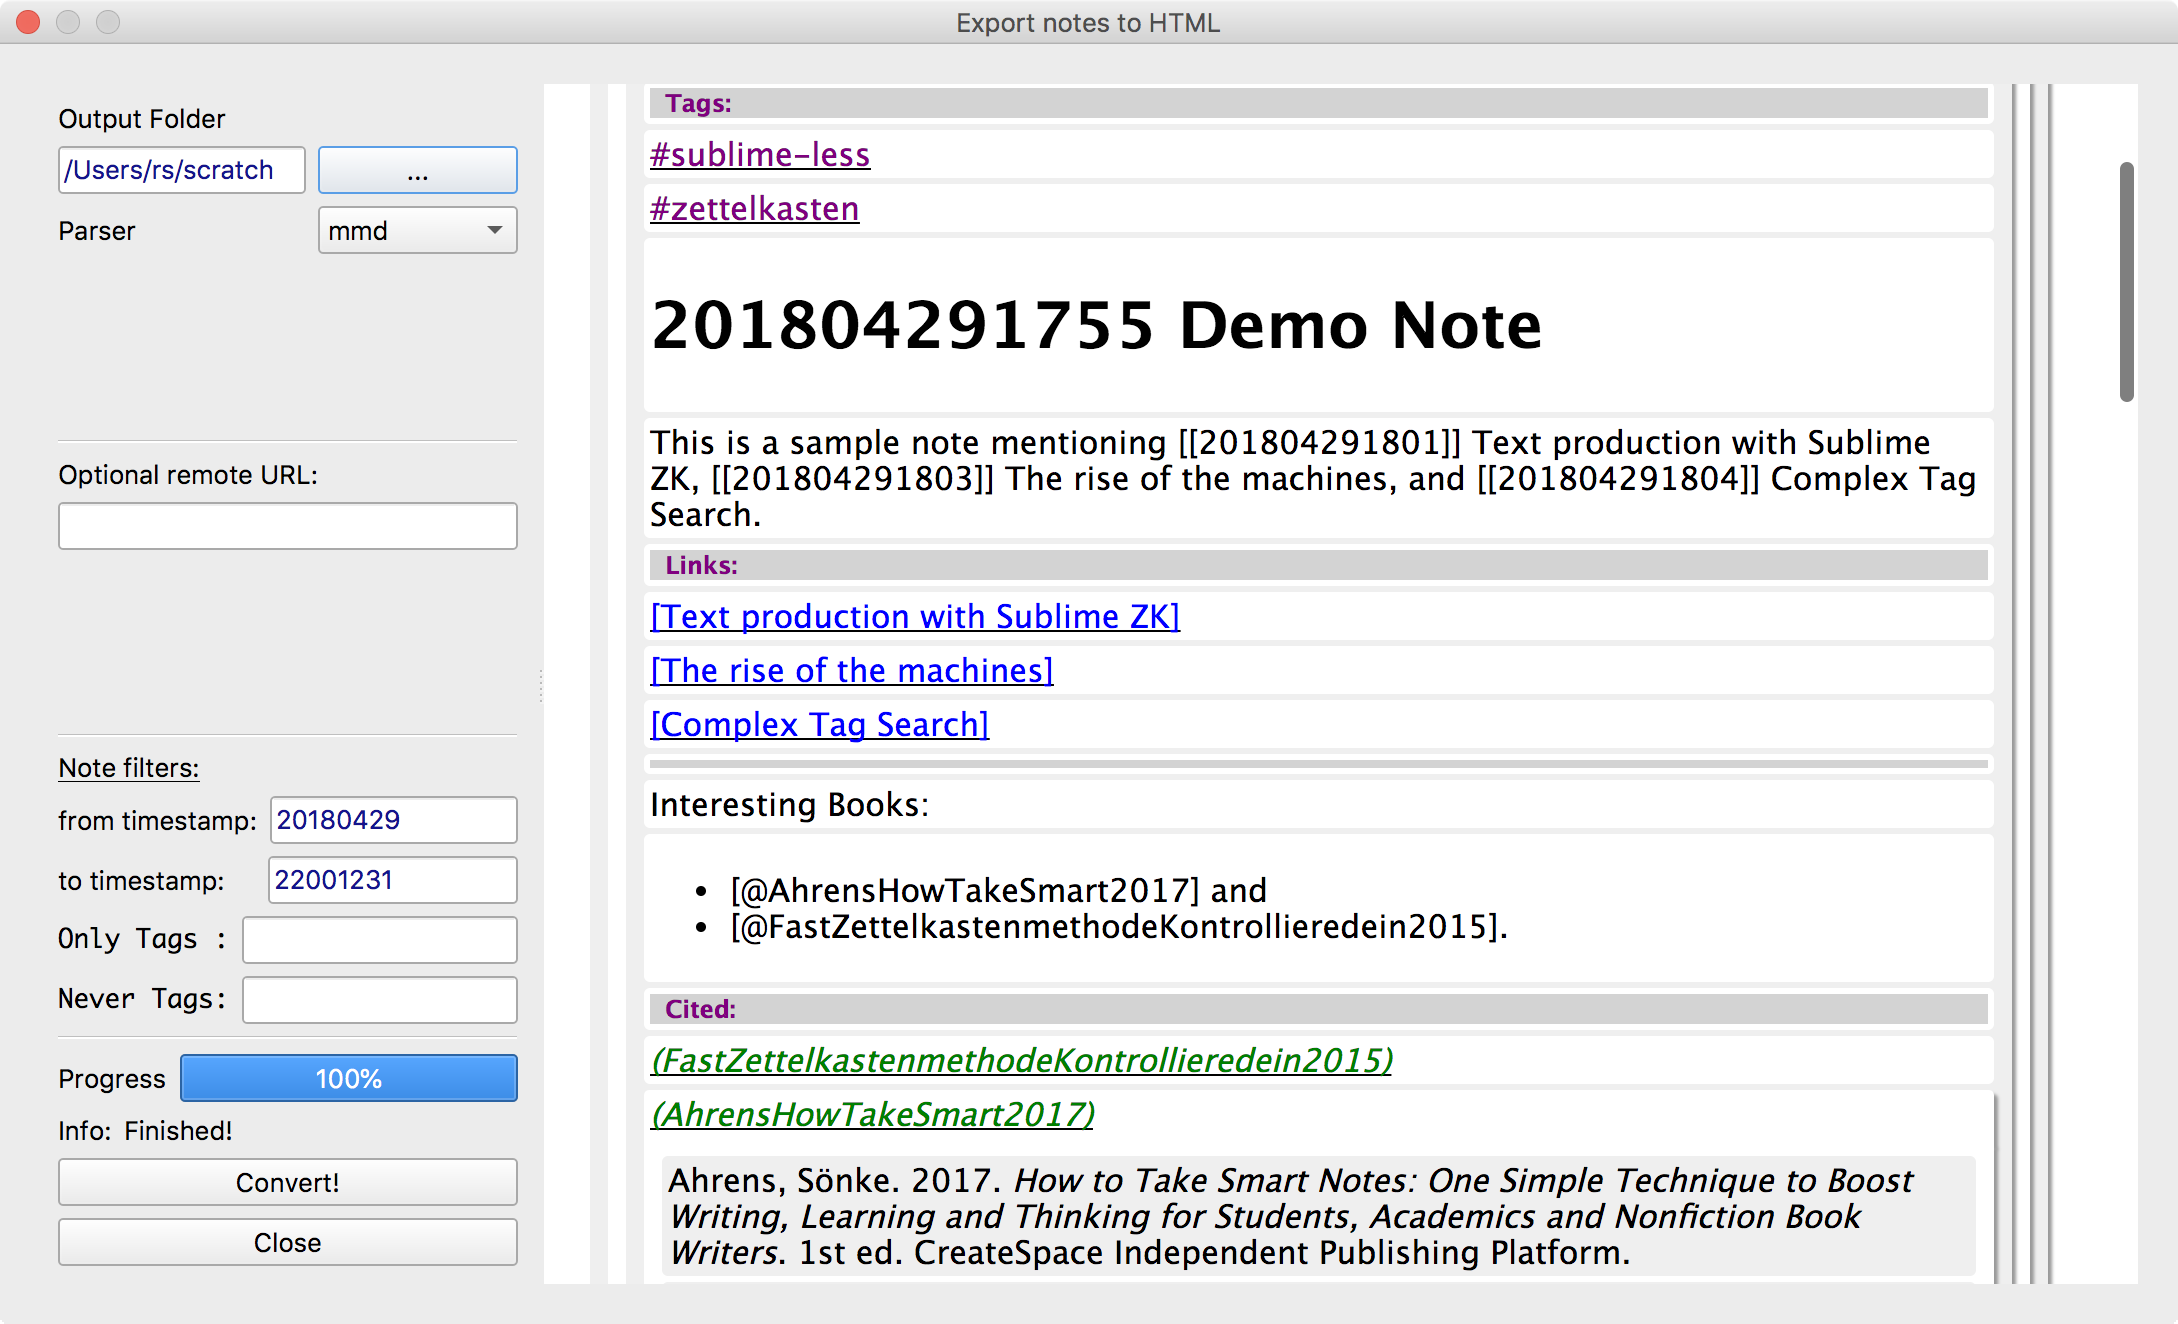 Export notes to HTML
Output Folder
/Users/rs/scratch
...
Parser
mmd
Optional remote URL:
Note filters:
from timestamp:
20180429
to timestamp:
22001231
Only Tags :
Never Tags:
Progress
100%
Info: Finished!
Convert!
Close
Tags:
#sublime-less
#zettelkasten
201804291755 Demo Note
This is a sample note mentioning [[201804291801]] Text production with Sublime
ZK, [[201804291803]] The rise of the machines, and [[201804291804]] Complex Tag
Search.
Links:
[Text production with Sublime ZK]
[The rise of the machines]
[Complex Tag Search]
Interesting Books:
• [@AhrensHowTakeSmart2017] and
• [@FastZettelkastenmethodeKontrollieredein2015].
Cited:
(FastZettelkastenmethodeKontrollieredein2015)
(AhrensHowTakeSmart2017)
Ahrens, Sönke. 2017. How to Take Smart Notes: One Simple Technique to Boost
Writing, Learning and Thinking for Students, Academics and Nonfiction Book
Writers. 1st ed. CreateSpace Independent Publishing Platform.